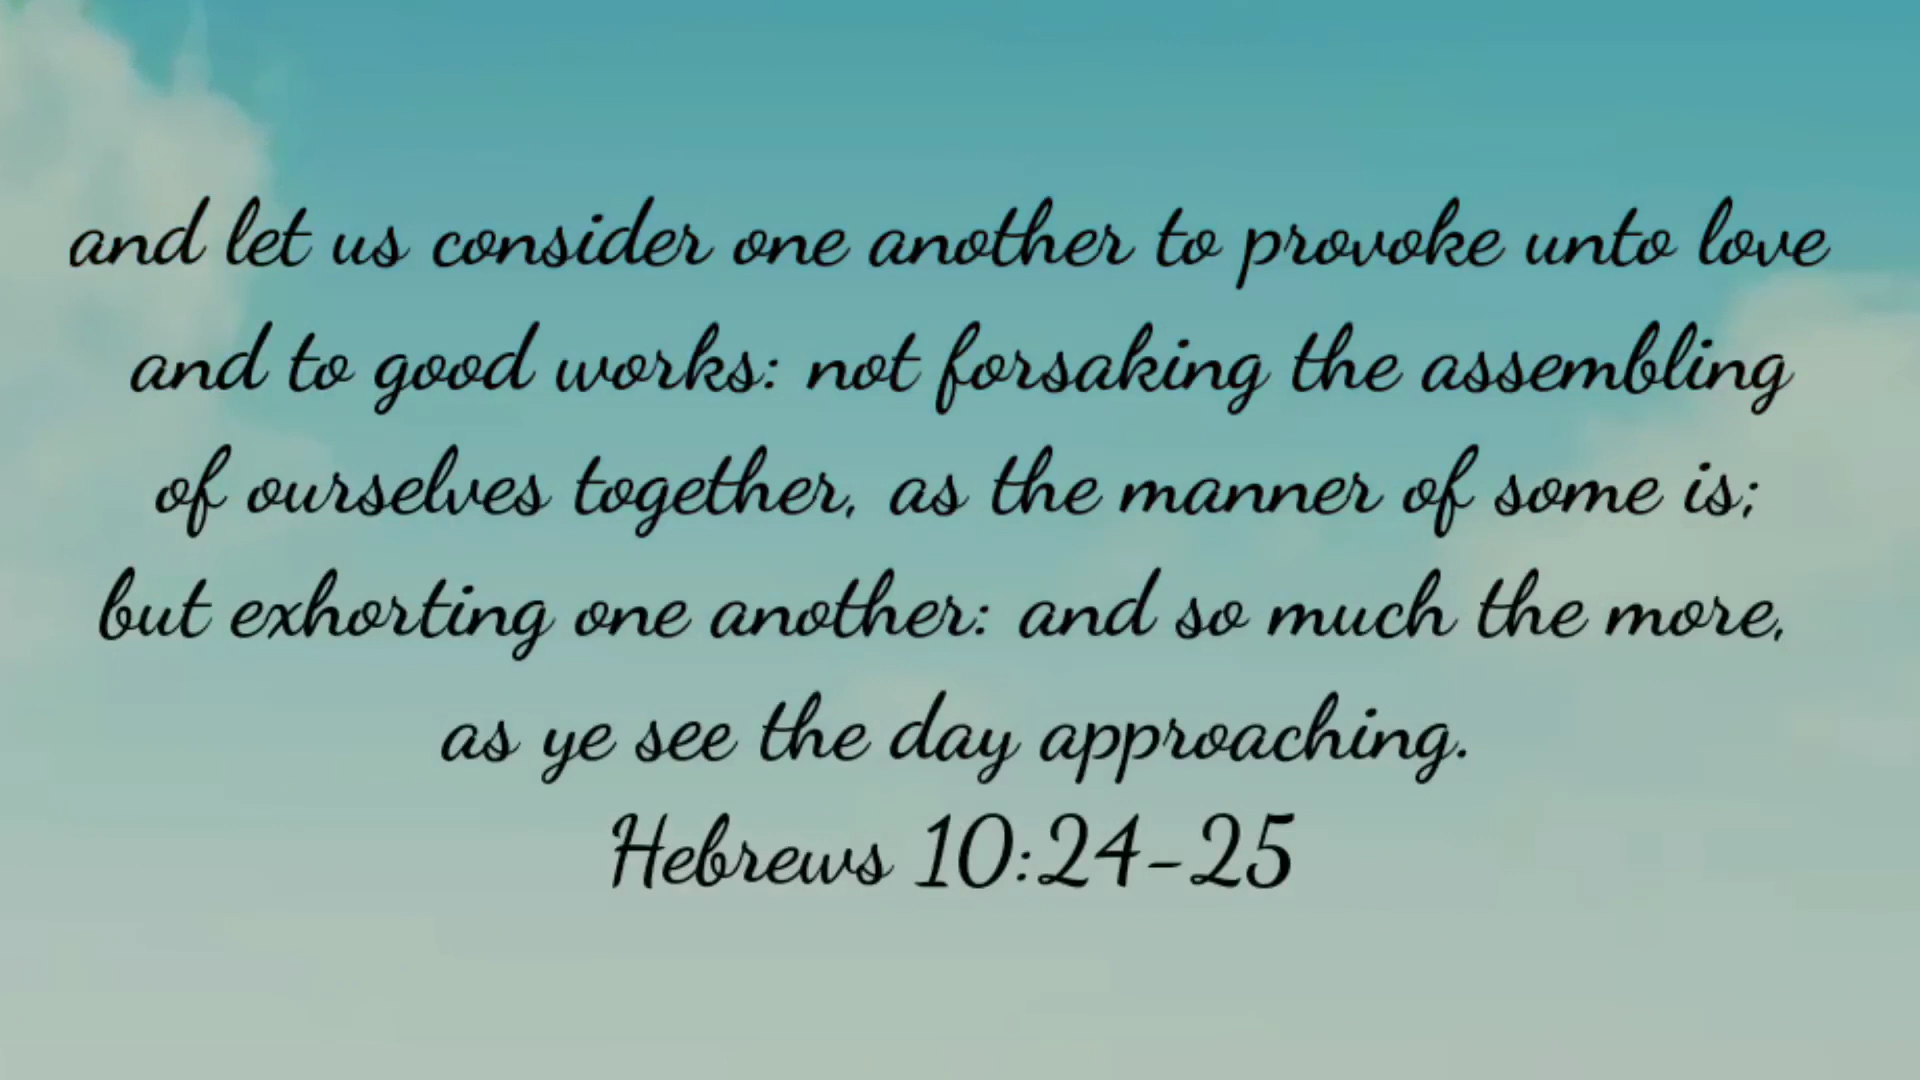 and let us consider one another to provoke unto love
and to good works: not forsaking the assembling
of ourselves together, as the manner of some is;
but exhorting one another: and so much the more,
as ye see the day approaching.
Hebrews 10:24-25